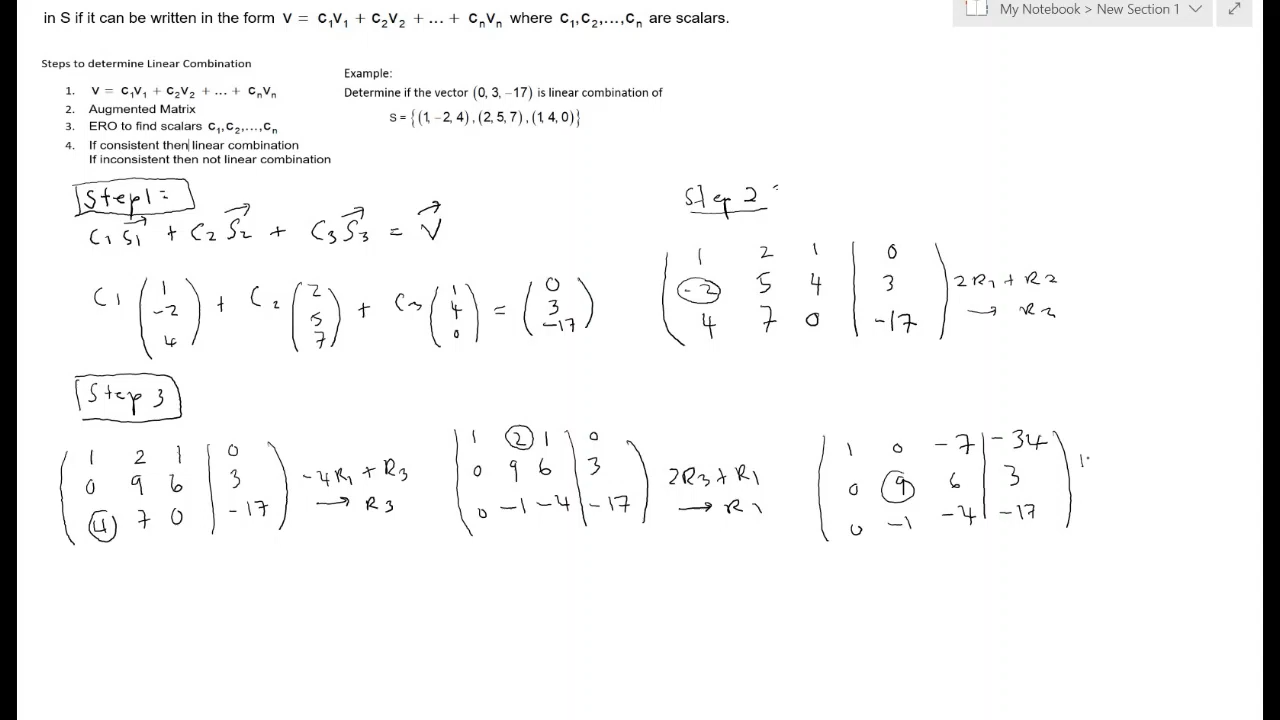 in S if it can be written in the form V = C₁V₁ + C₂V₂ + ... + CₙVₙ where C₁,C₂,...,Cₙ are scalars.
My Notebook > New Section 1
Steps to determine Linear Combination
1. V = C₁V₁ + C₂V₂ + ... + CₙVₙ
2. Augmented Matrix
3. ERO to find scalars C₁,C₂,...,Cₙ
4. If consistent then linear combination
If inconsistent then not linear combination
Example:
Determine if the vector (0, 3, −17) is linear combination of
S = {(1, −2, 4), (2, 5, 7), (1, 4, 0)}
Step 1:
C₁S₁ + C₂S₂ + C₃S₃ = V
C₁ (1 -2 4) + C₂ (2 5 7) + C₃ (1 4 0) = (0 3 -17)
Step 2:
1 2 1 | 0
-2 5 4 | 3 2R₁ + R₂
4 7 0 | -17 → R₂
Step 3
1 2 1 | 0
0 9 6 | 3 -4R₁ + R₃
4 7 0 | -17 → R₃
1 2 1 | 0
0 9 6 | 3 2R₃ + R₁
0 -1 -4 | -17 → R₁
1 0 -7 | -34
0 9 6 | 3
0 -1 -4 | -17